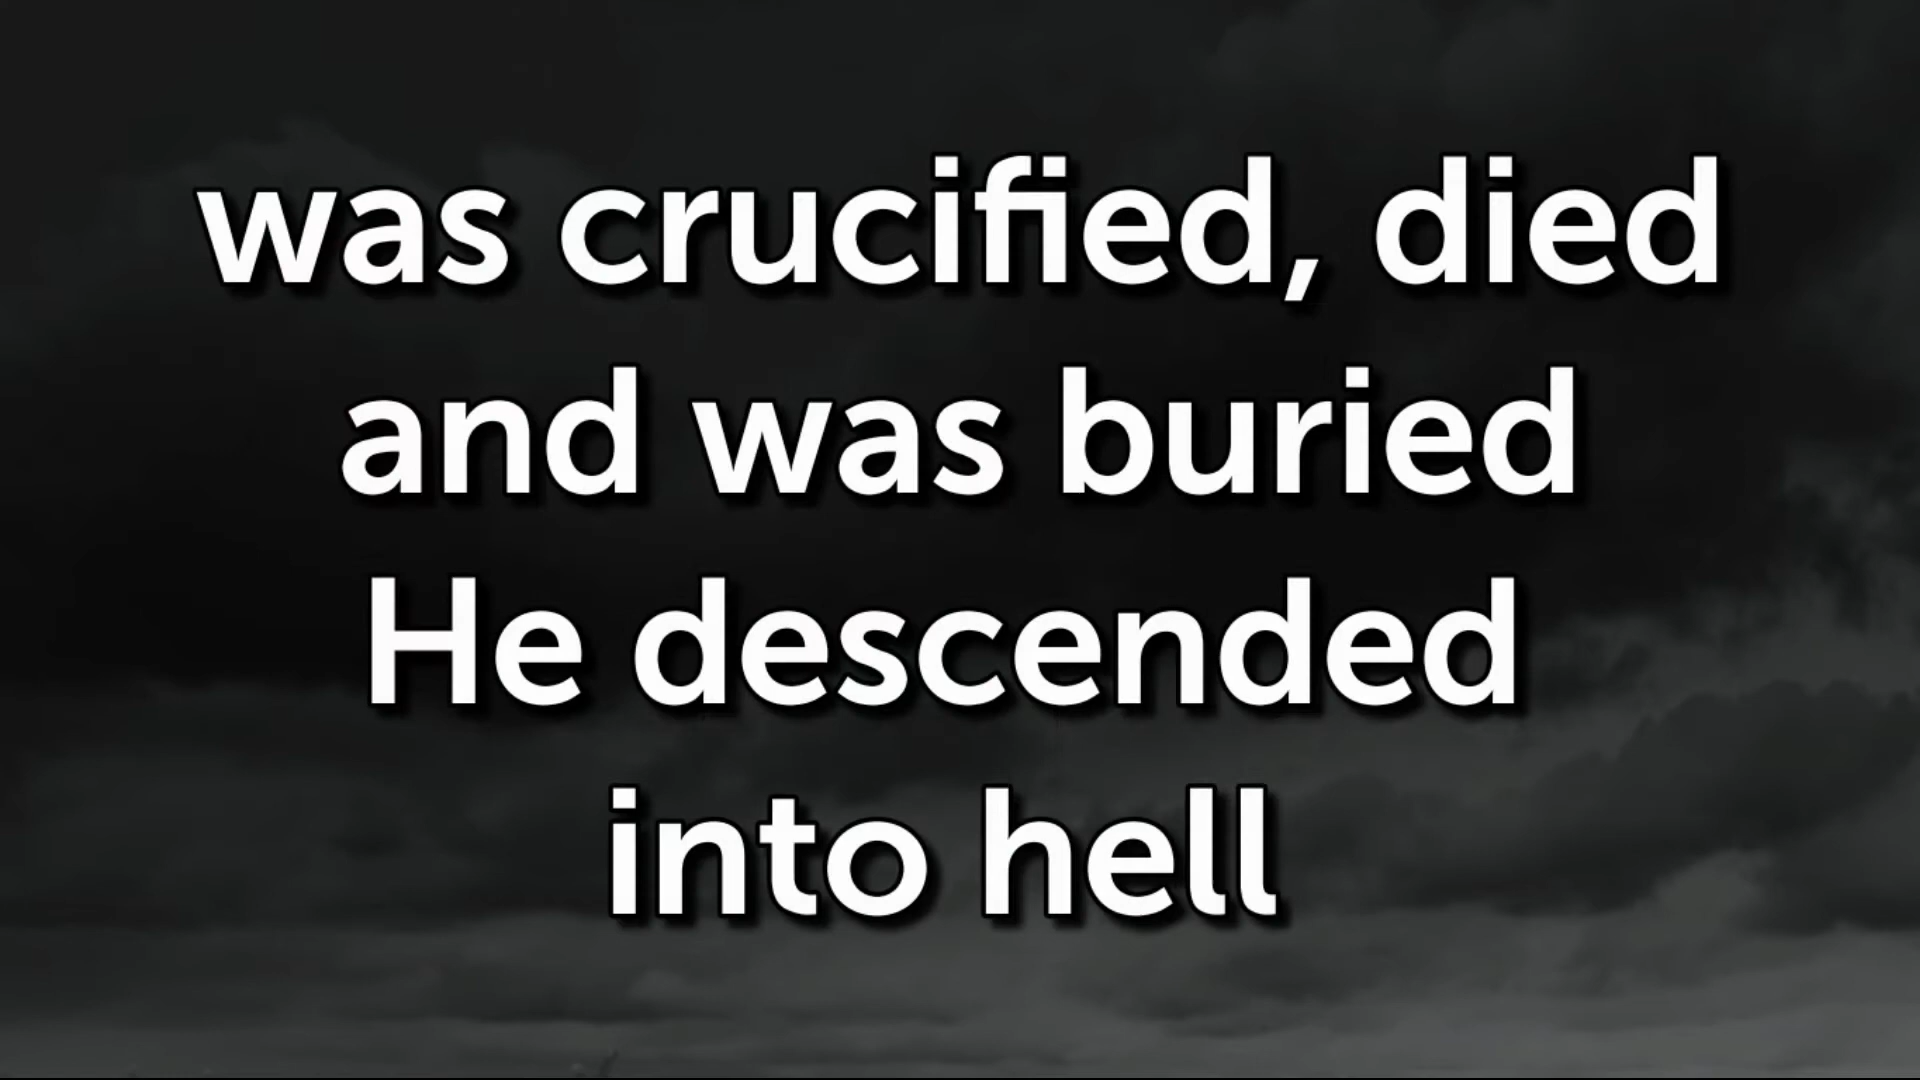 was crucified, died
and was buried
He descended
into hell